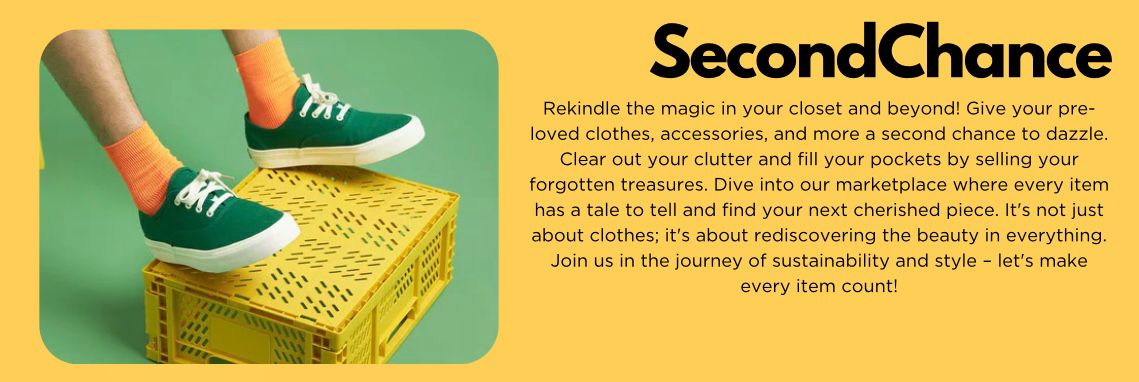 SecondChance
Rekindle the magic in your closet and beyond! Give your pre-
loved clothes, accessories, and more a second chance to dazzle.
Clear out your clutter and fill your pockets by selling your
forgotten treasures. Dive into our marketplace where every item
has a tale to tell and find your next cherished piece. It's not just
about clothes; it's about rediscovering the beauty in everything.
Join us in the journey of sustainability and style – let's make
every item count!